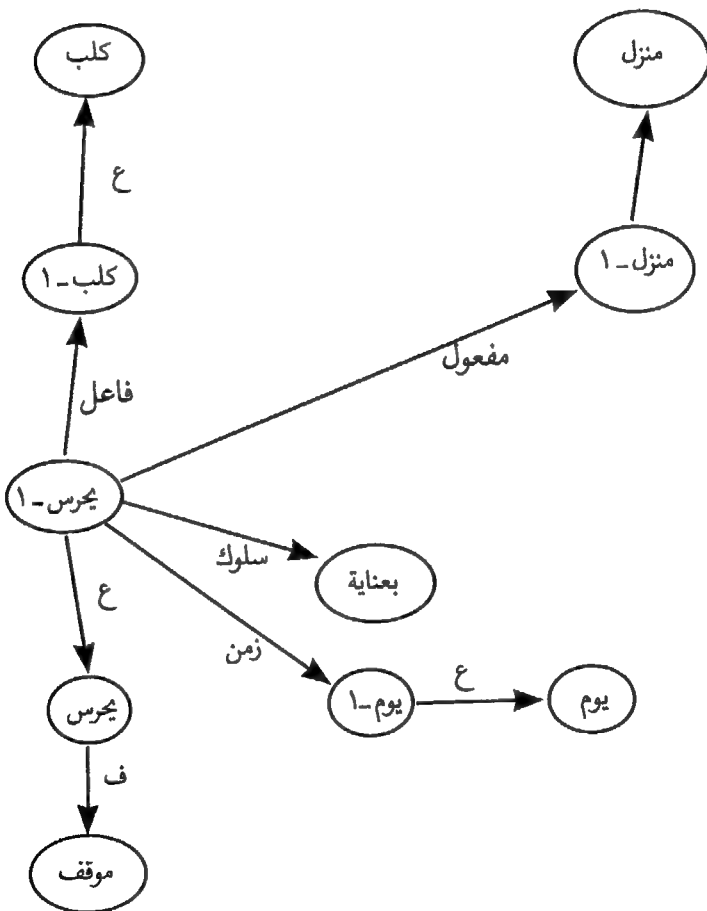 كلب
منزل
ع
كلب-١
منزل-١
مفعول
فاعل
يحرس-١
سلوك
بعناية
ع
زمن
ع
يحرس
يوم-١
يوم
ف
موقف